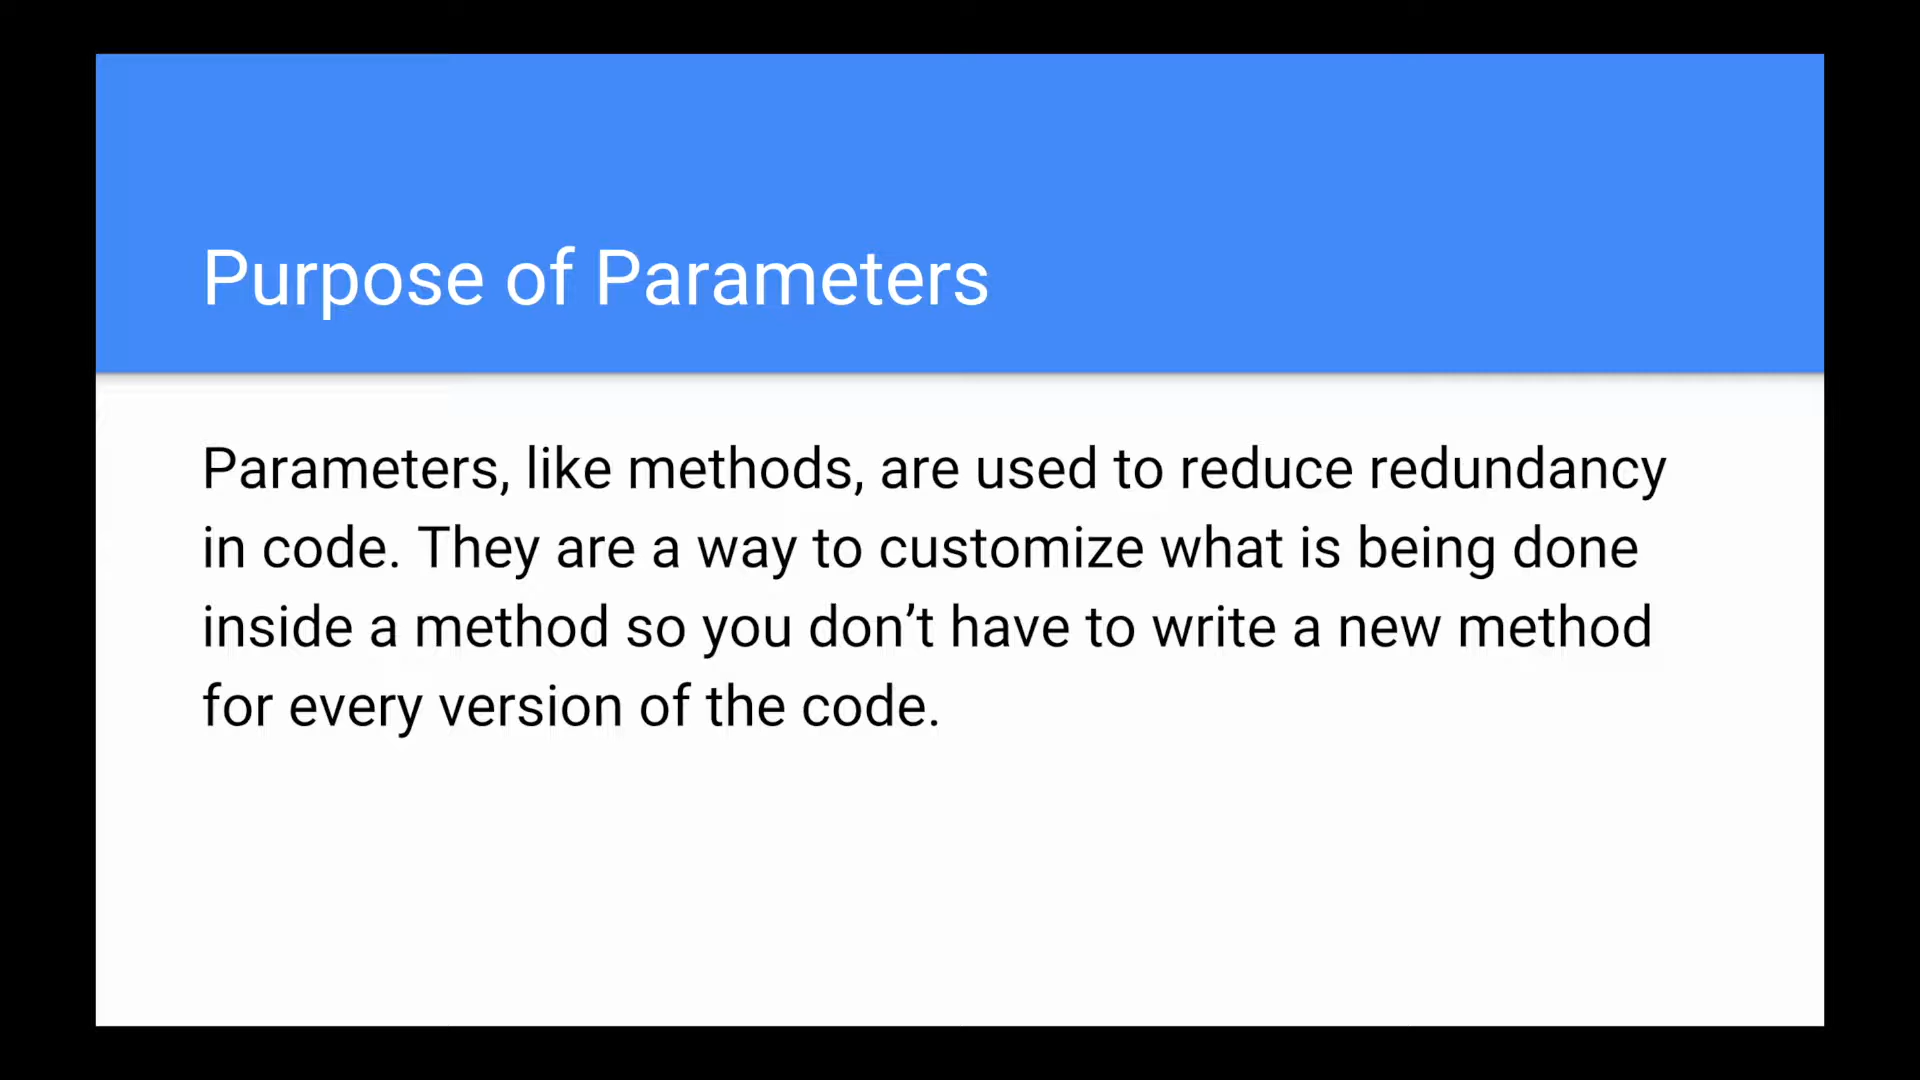 Purpose of Parameters
Parameters, like methods, are used to reduce redundancy
in code. They are a way to customize what is being done
inside a method so you don’t have to write a new method
for every version of the code.